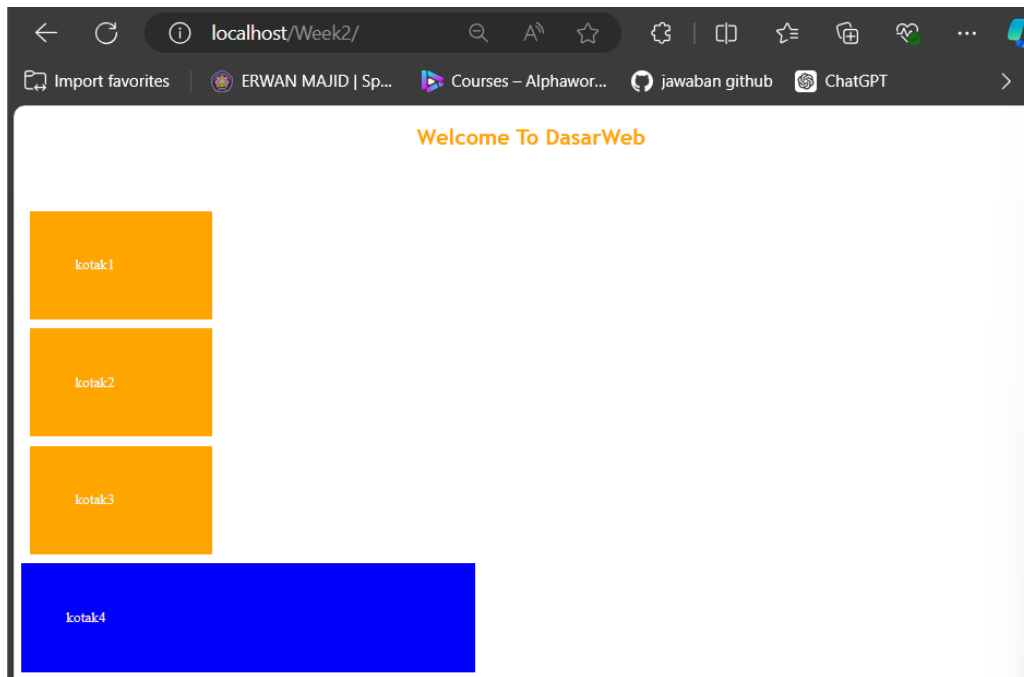 localhost/Week2/
Import favorites
ERWAN MAJID | Sp...
Courses – Alphawor...
jawaban github
ChatGPT
Welcome To DasarWeb
kotak1
kotak2
kotak3
kotak4